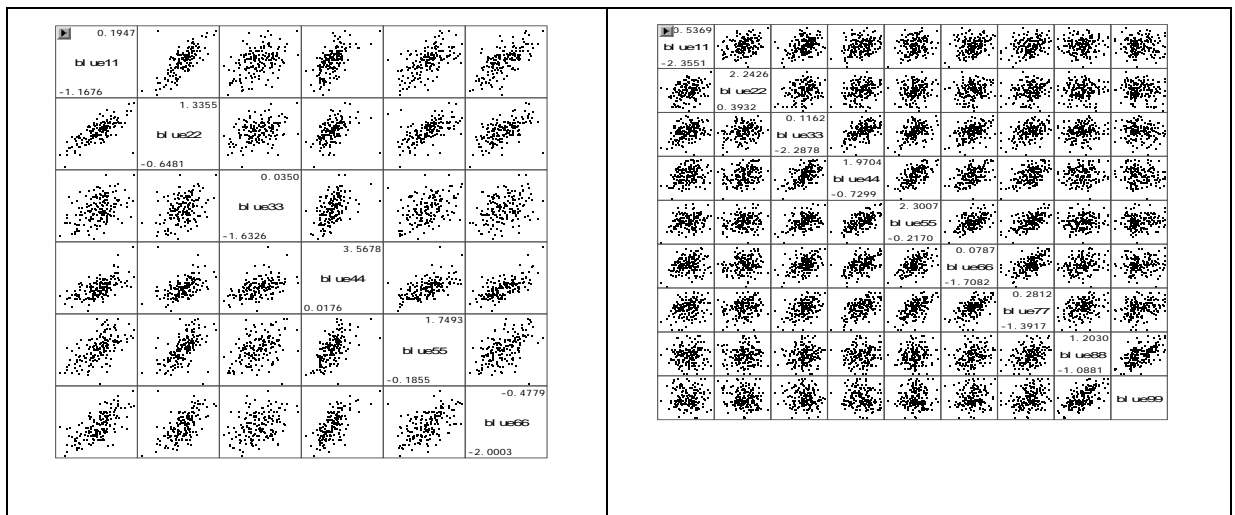 0.1947
blue11
-1.1676
1.3355
blue22
-0.6481
0.0350
blue33
-1.6326
3.5678
blue44
0.0176
1.7493
blue55
-0.1855
-0.4779
blue66
-2.0003
0.5369
blue11
-2.3551
2.2426
blue22
0.3932
0.1162
blue33
-2.2878
1.9704
blue44
-0.7299
2.3007
blue55
-0.2170
0.0787
blue66
-1.7082
0.2812
blue77
-1.3917
1.2030
blue88
-1.0881
blue99